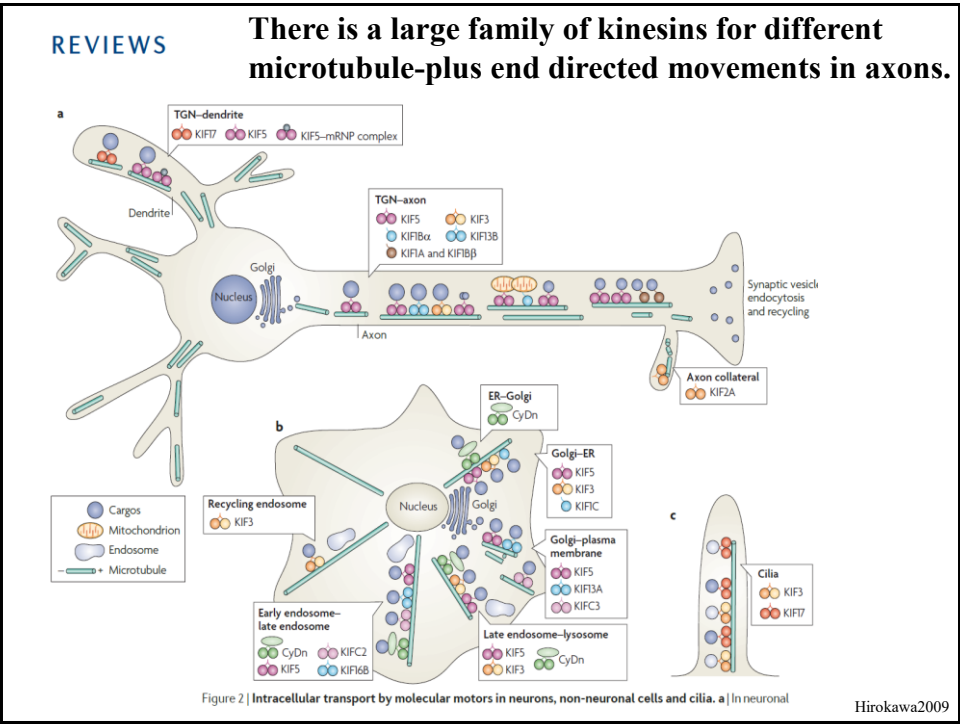 REVIEWS
There is a large family of kinesins for different
microtubule-plus end directed movements in axons.
a
TGN–dendrite
KIF17 KIF5 KIF5–mRNP complex
Dendrite
TGN–axon
KIF5 KIF3
KIF1Bα KIF13B
KIF1A and KIF1Bβ
Golgi
Nucleus
Axon
Synaptic vesicle
endocytosis
and recycling
Axon collateral
KIF2A
b
ER–Golgi
CyDn
Golgi–ER
KIF5
KIF3
KIF1C
Nucleus
Golgi
Recycling endosome
KIF3
Cargos
Mitochondrion
Endosome
– + Microtubule
Golgi–plasma
membrane
KIF5
KIF13A
KIFC3
Early endosome–
late endosome
CyDn KIFC2
KIF5 KIF16B
Late endosome–lysosome
KIF5 CyDn
KIF3
c
Cilia
KIF3
KIF17
Figure 2 | Intracellular transport by molecular motors in neurons, non-neuronal cells and cilia. a | In neuronal
Hirokawa2009